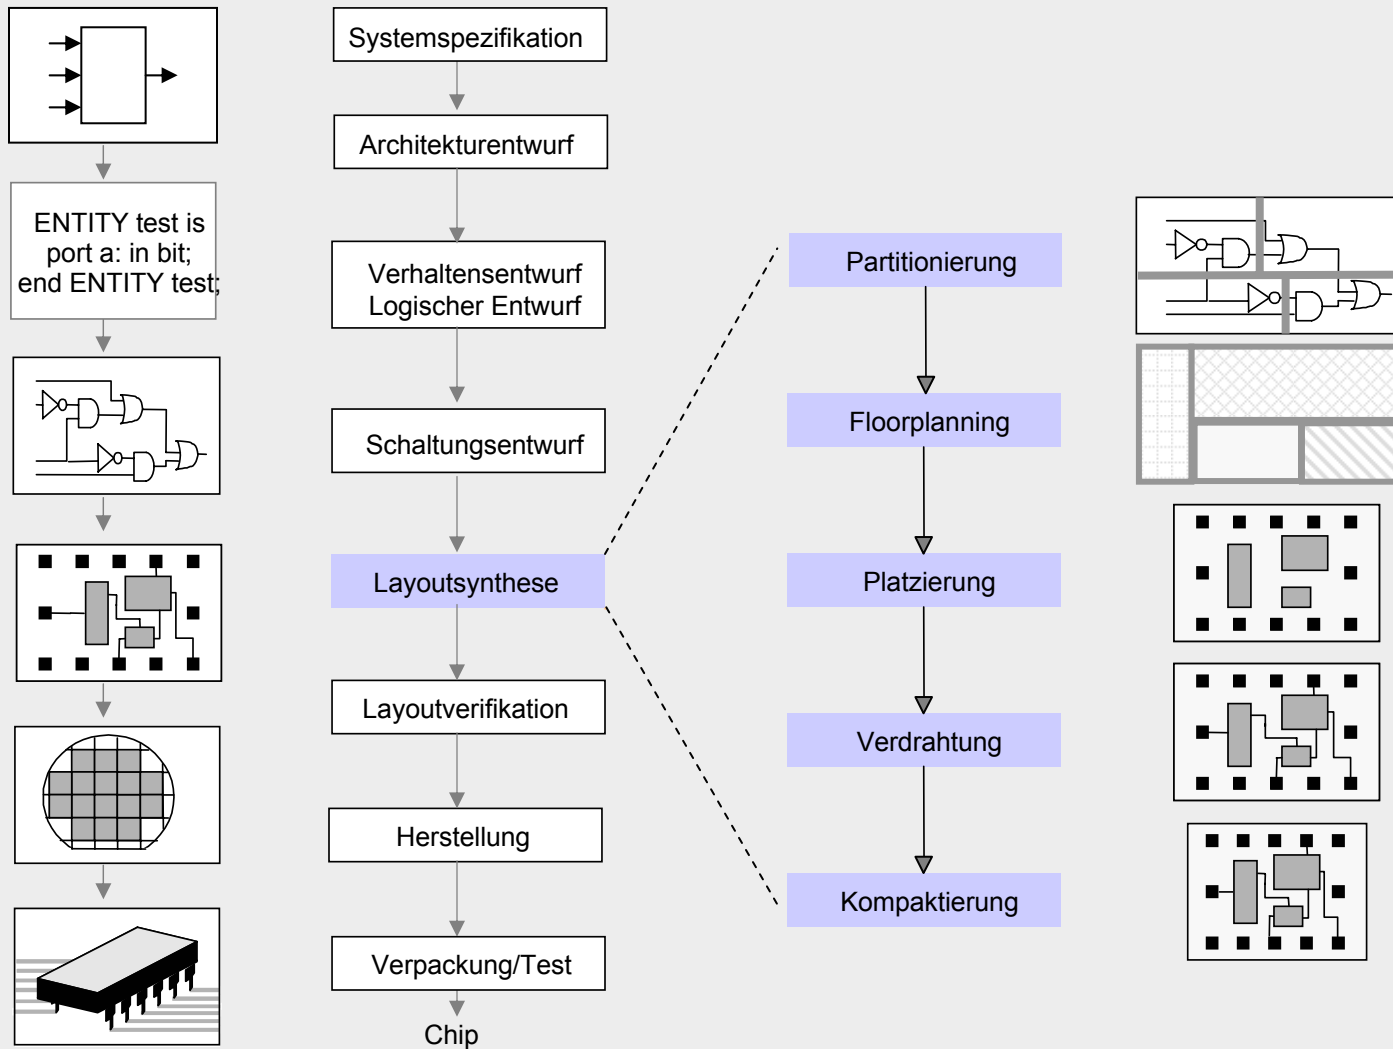 ENTITY test is
port a: in bit;
end ENTITY test;
Systemspezifikation
Architekturentwurf
Verhaltensentwurf
Logischer Entwurf
Schaltungsentwurf
Layoutsynthese
Layoutverifikation
Herstellung
Verpackung/Test
Chip
Partitionierung
Floorplanning
Platzierung
Verdrahtung
Kompaktierung